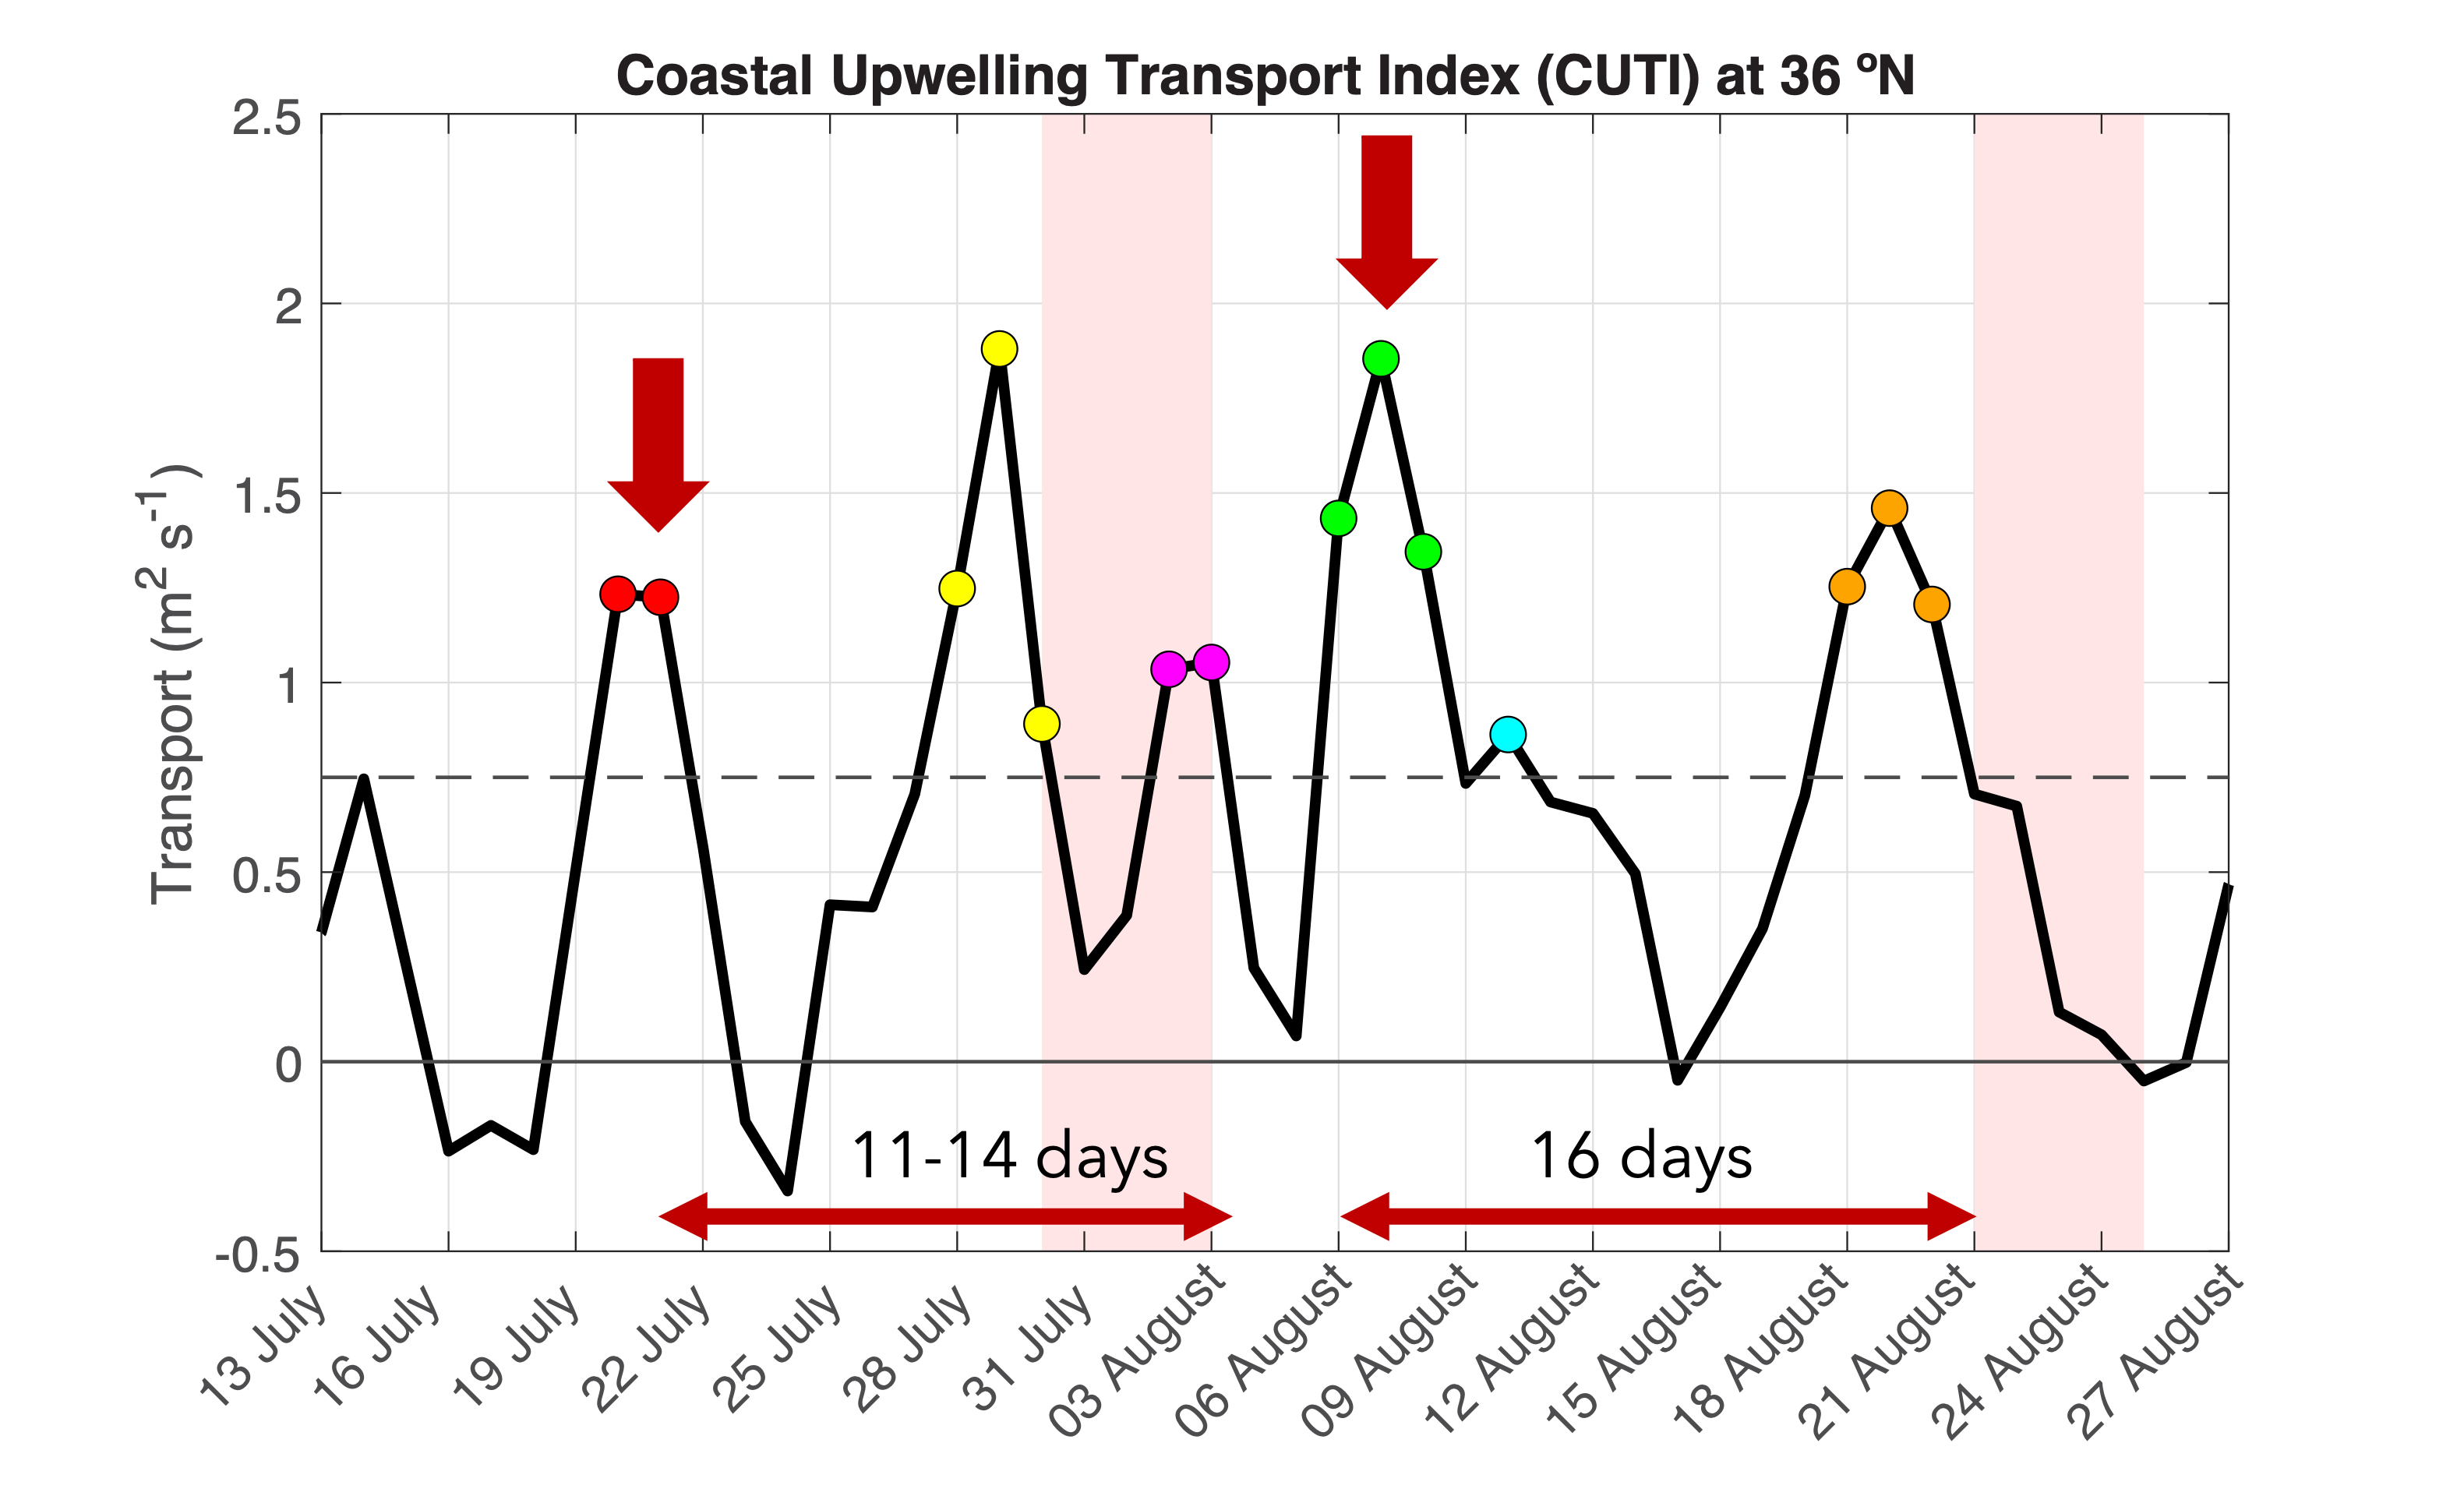 Coastal Upwelling Transport Index (CUTI) at 36 ºN
Transport (m² s⁻¹)
2.5
2
1.5
1
0.5
0
-0.5
11-14 days
16 days
13 July
16 July
19 July
22 July
25 July
28 July
31 July
03 August
06 August
09 August
12 August
15 August
18 August
21 August
24 August
27 August